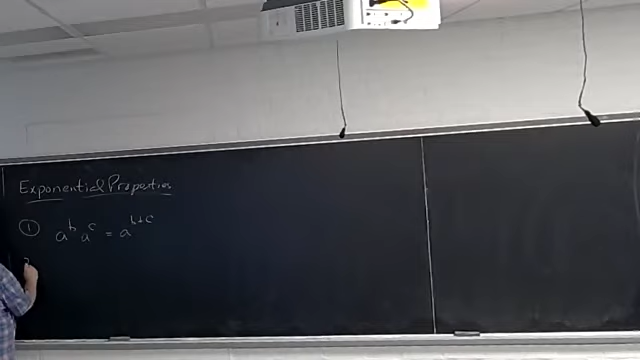 Exponential Properties
① a^b a^c = a^{b+c}